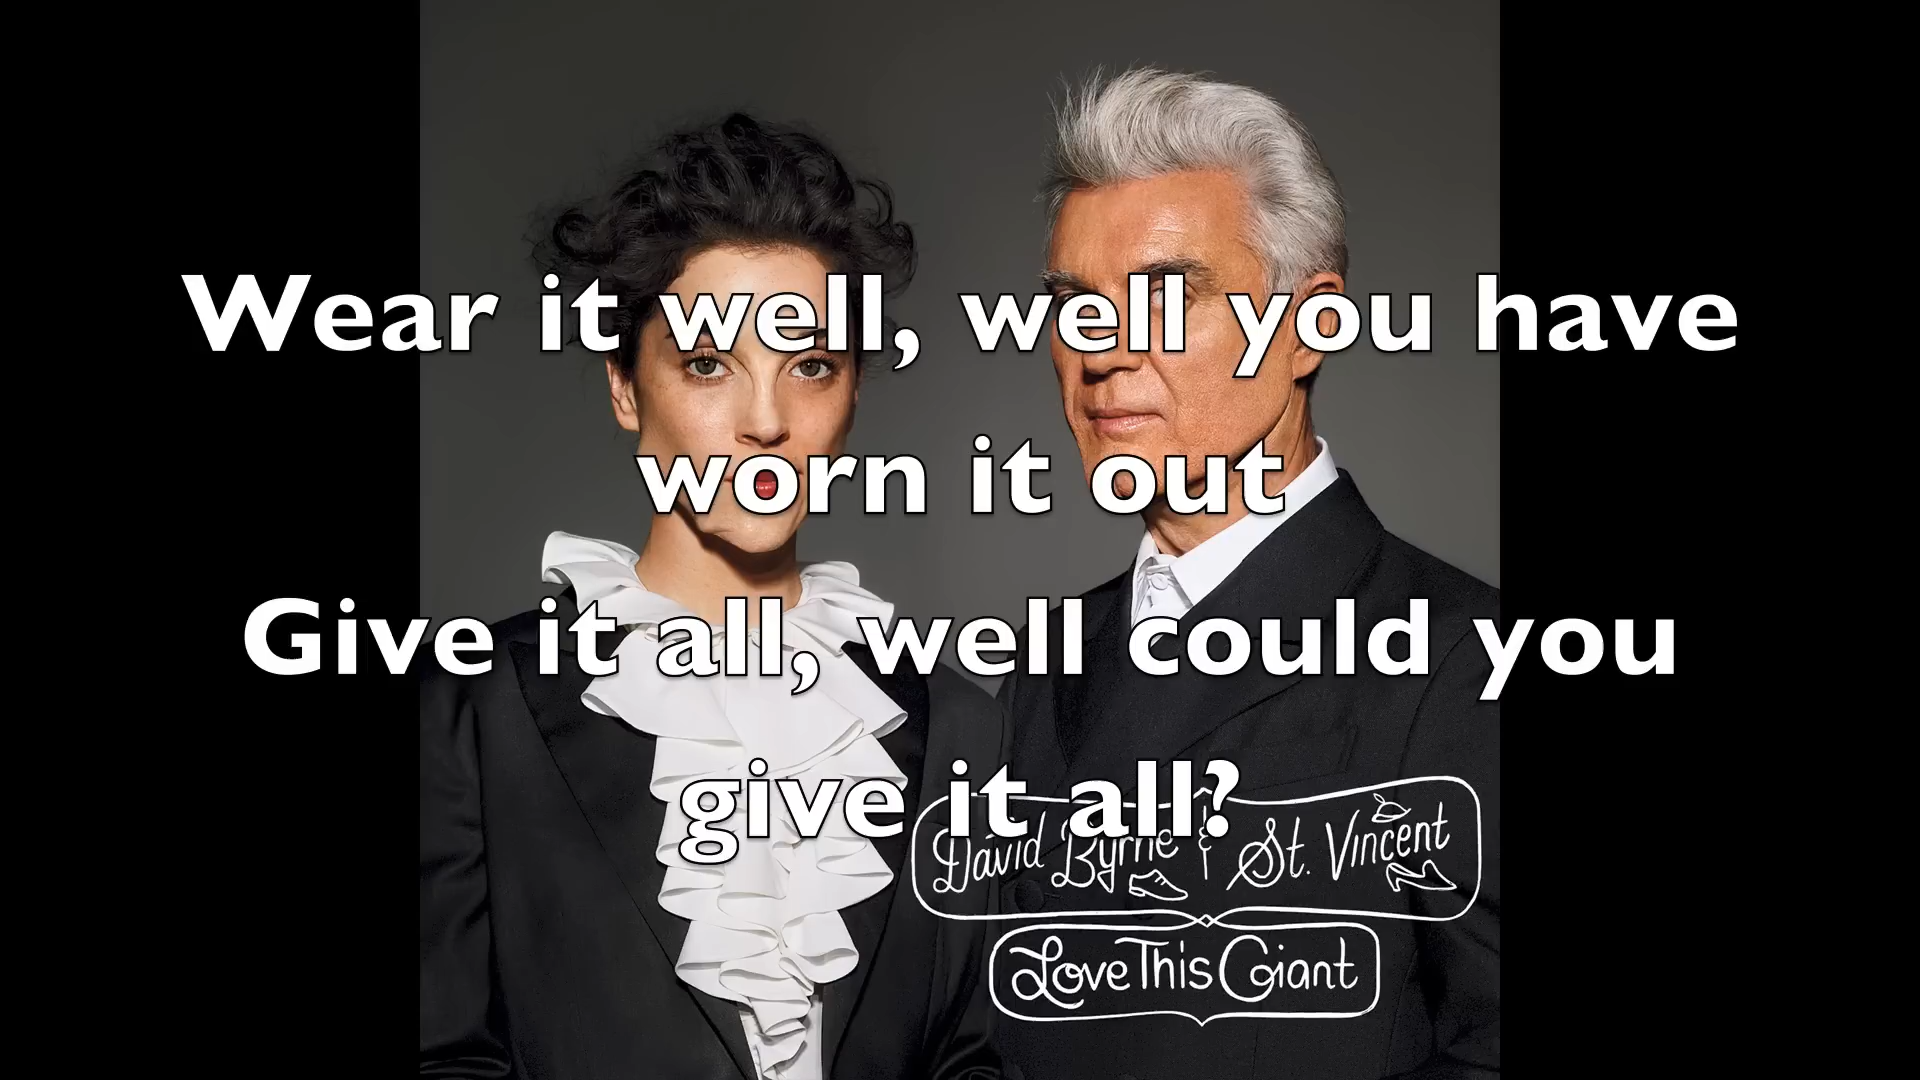 Wear it well, well you have
worn it out
Give it all, well could you
give it all?
David Byrne & St. Vincent
Love This Giant